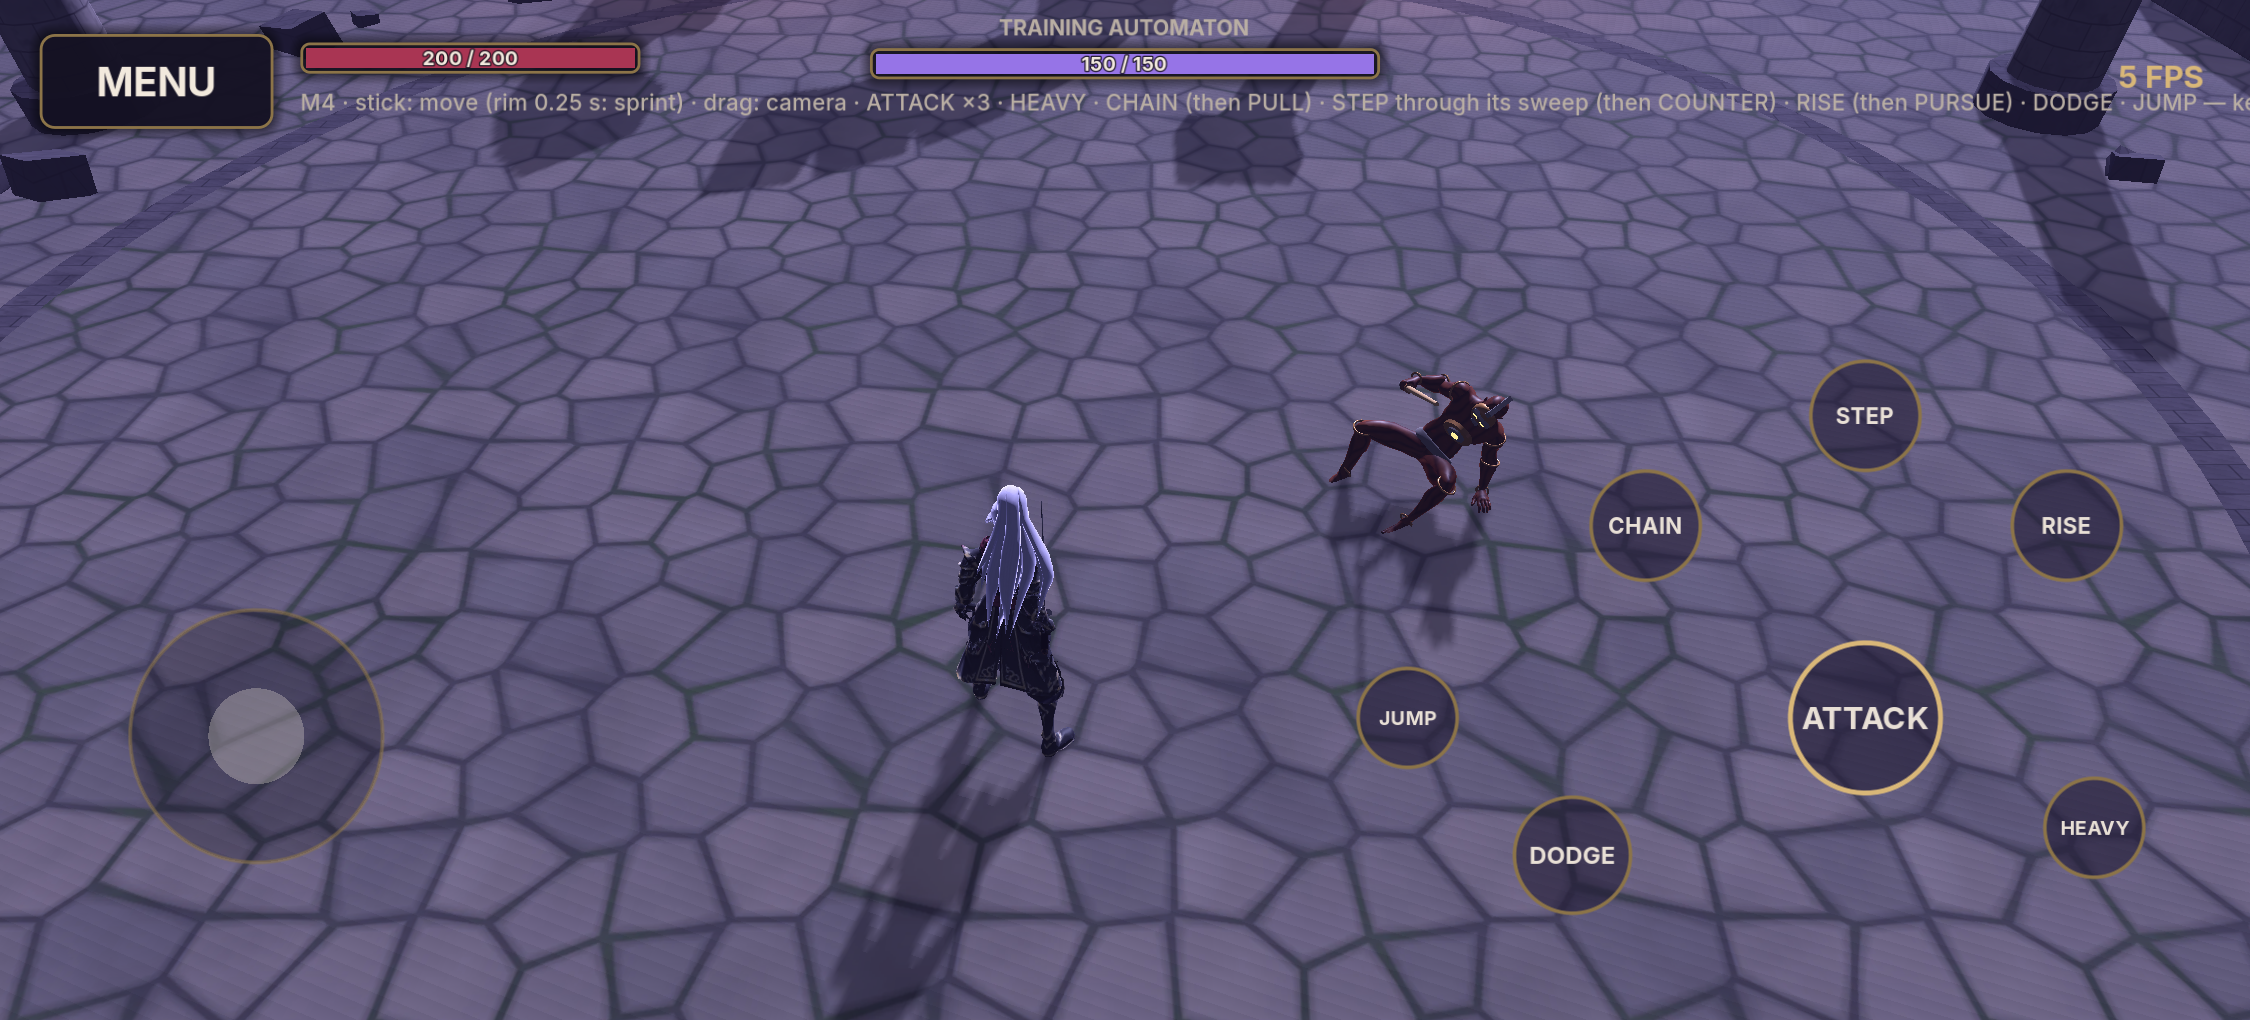 TRAINING AUTOMATON
MENU
200 / 200
150 / 150
5 FPS
M4 · stick: move (rim 0.25 s: sprint) · drag: camera · ATTACK ×3 · HEAVY · CHAIN (then PULL) · STEP through its sweep (then COUNTER) · RISE (then PURSUE) · DODGE · JUMP —
STEP
CHAIN
RISE
JUMP
ATTACK
HEAVY
DODGE